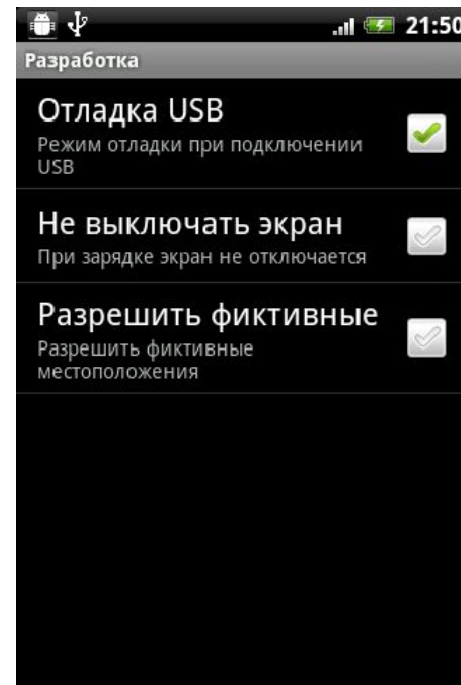 21:50
Разработка
Отладка USB
Режим отладки при подключении
USB
Не выключать экран
При зарядке экран не отключается
Разрешить фиктивные
Разрешить фиктивные
местоположения